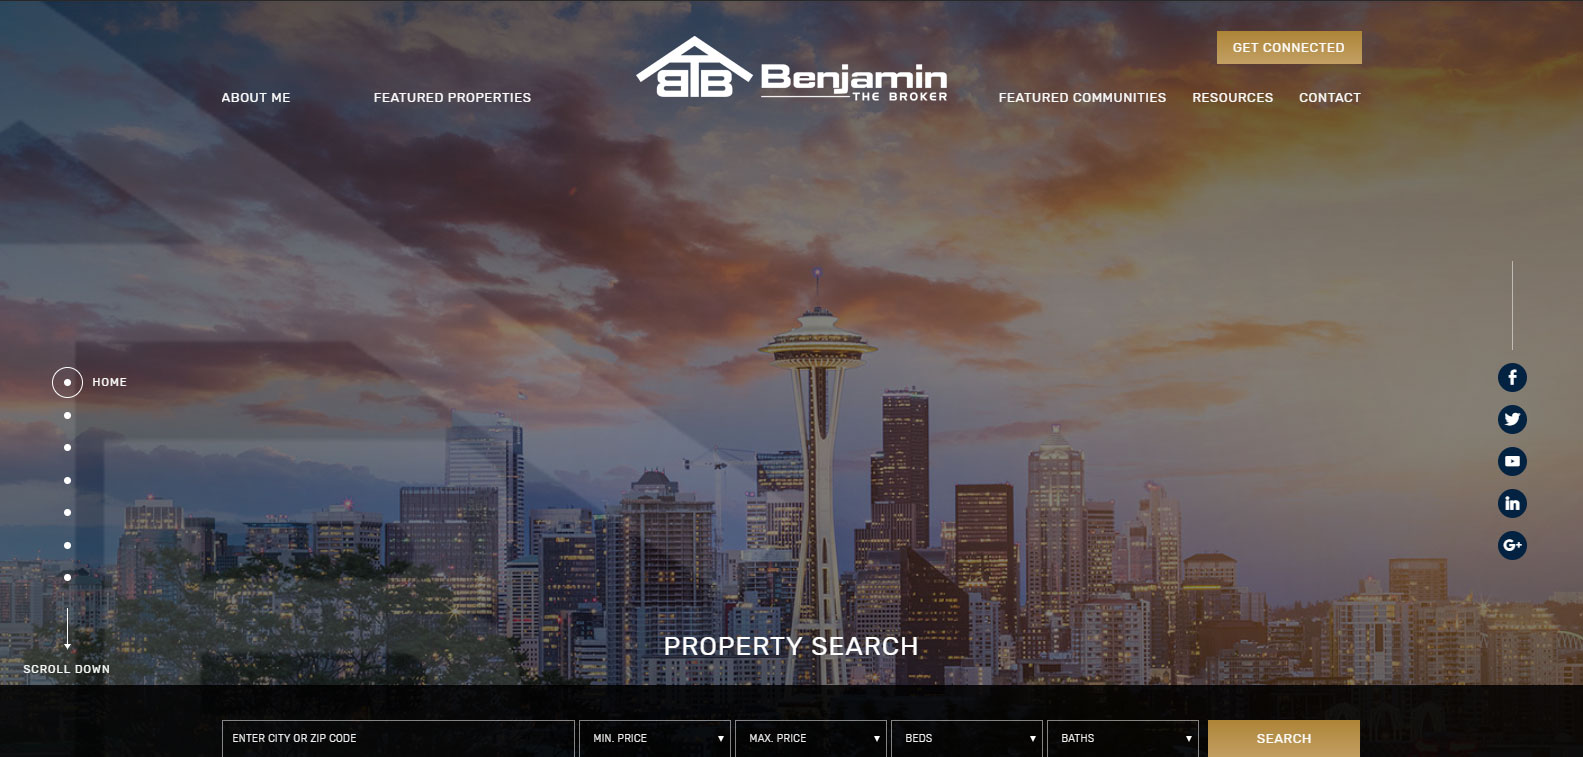 GET CONNECTED
ABOUT ME
FEATURED PROPERTIES
BTB
Benjamin
THE BROKER
FEATURED COMMUNITIES
RESOURCES
CONTACT
HOME
SCROLL DOWN
PROPERTY SEARCH
ENTER CITY OR ZIP CODE
MIN. PRICE
MAX. PRICE
BEDS
BATHS
SEARCH